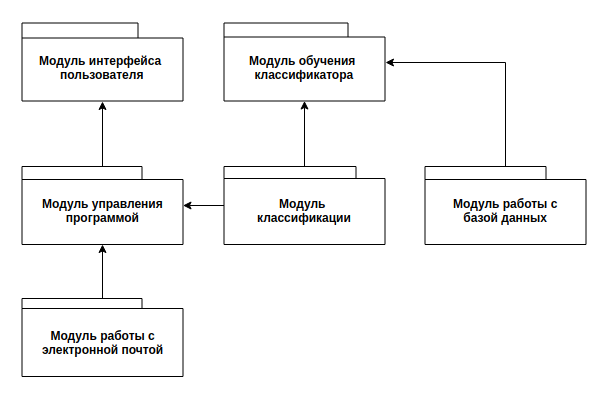 Модуль интерфейса
пользователя
Модуль обучения
классификатора
Модуль управления
программой
Модуль
классификации
Модуль работы с
базой данных
Модуль работы с
электронной почтой